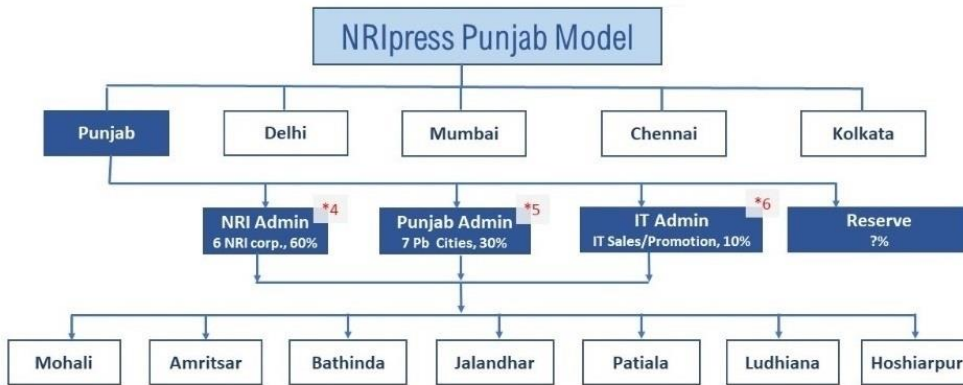 NRIpress Punjab Model
Punjab
Delhi
Mumbai
Chennai
Kolkata
*4
*5
*6
NRI Admin
6 NRI corp., 60%
Punjab Admin
7 Pb Cities, 30%
IT Admin
IT Sales/Promotion, 10%
Reserve
?%
Mohali
Amritsar
Bathinda
Jalandhar
Patiala
Ludhiana
Hoshiarpur